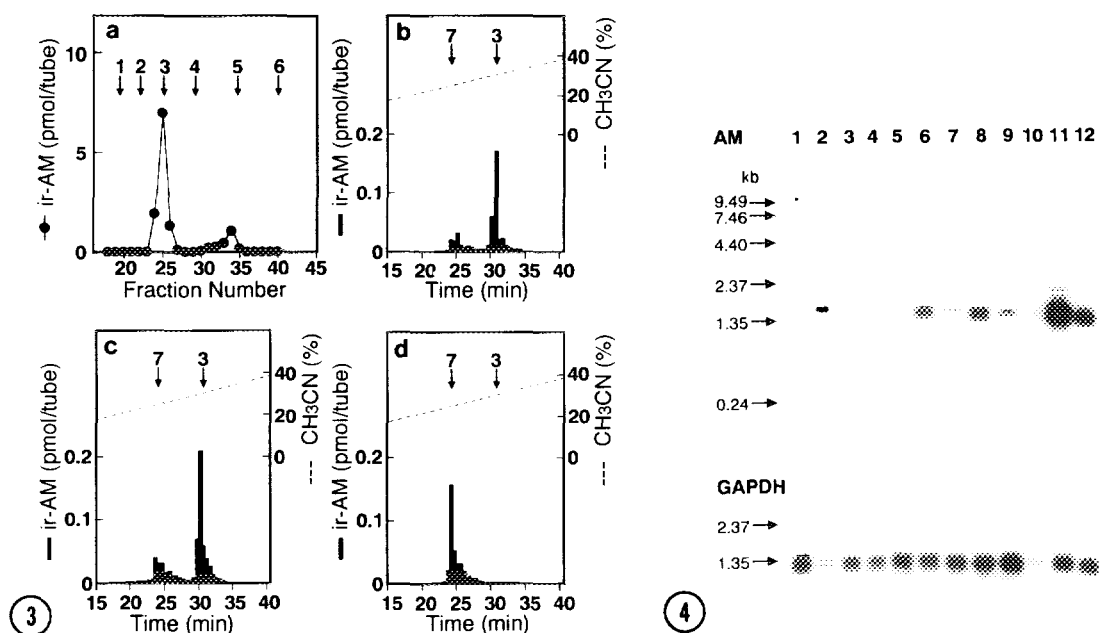 a
ir-AM (pmol/tube)
10
5
0
1 2 3 4 5 6
20 25 30 35 40 45
Fraction Number
b
ir-AM (pmol/tube)
0.2
0.1
0
7 3
40
20
0
CH3CN (%)
15 20 25 30 35 40
Time (min)
c
ir-AM (pmol/tube)
0.2
0.1
0
7 3
40
20
0
CH3CN (%)
15 20 25 30 35 40
Time (min)
d
ir-AM (pmol/tube)
0.2
0.1
0
7 3
40
20
0
CH3CN (%)
15 20 25 30 35 40
Time (min)
3
AM 1 2 3 4 5 6 7 8 9 10 11 12
kb
9.49
7.46
4.40
2.37
1.35
0.24
GAPDH
2.37
1.35
4